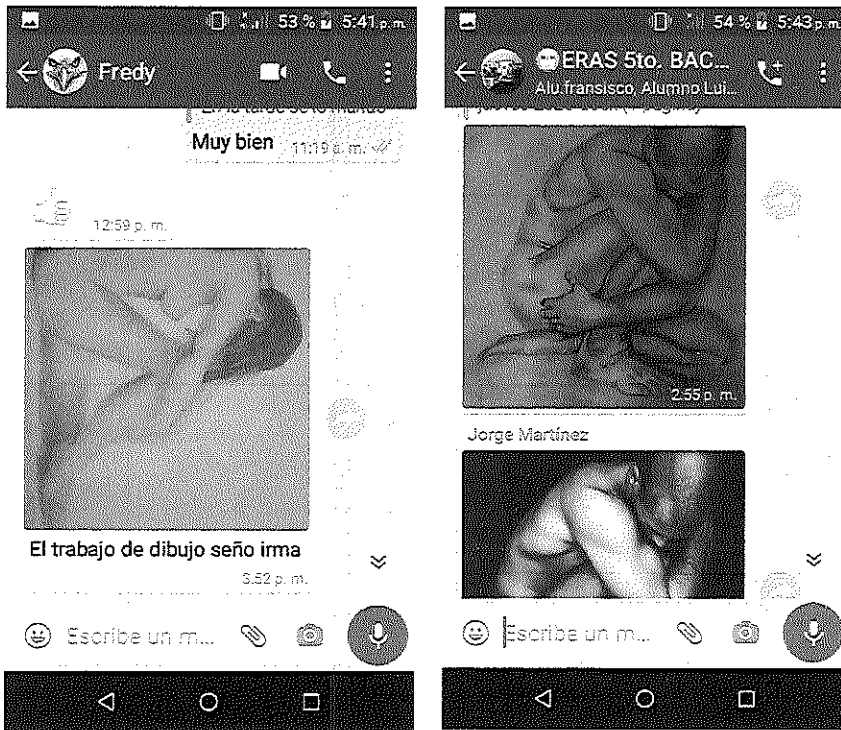 53 % 5:41 p. m.
Fredy
Muy bien 11:19 a. m.
12:59 p. m.
El trabajo de dibujo seño irma
3:52 p. m.
Escribe un m...
54 % 5:43 p. m.
ERAS 5to. BAC...
Alu.fransisco, Alumno Lui...
2:55 p. m.
Jorge Martínez
Escribe un m...